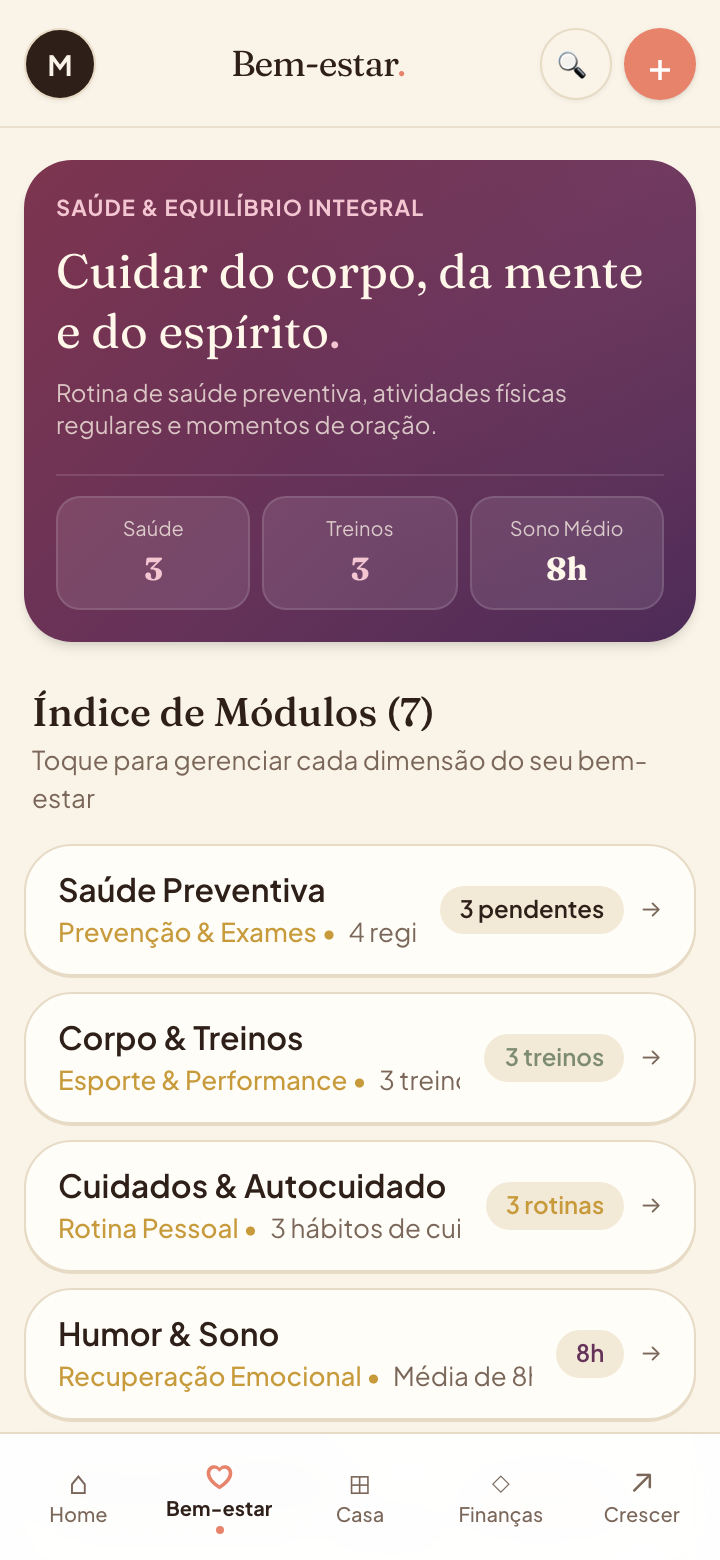 M
Bem-estar.
+
SAÚDE & EQUILÍBRIO INTEGRAL
Cuidar do corpo, da mente
e do espírito.
Rotina de saúde preventiva, atividades físicas
regulares e momentos de oração.
Saúde
3
Treinos
3
Sono Médio
8h
Índice de Módulos (7)
Toque para gerenciar cada dimensão do seu bem-
estar
Saúde Preventiva
Prevenção & Exames • 4 regi
3 pendentes →
Corpo & Treinos
Esporte & Performance • 3 trein
3 treinos →
Cuidados & Autocuidado
Rotina Pessoal • 3 hábitos de cui
3 rotinas →
Humor & Sono
Recuperação Emocional • Média de 8
8h →
Home
Bem-estar
Casa
Finanças
Crescer